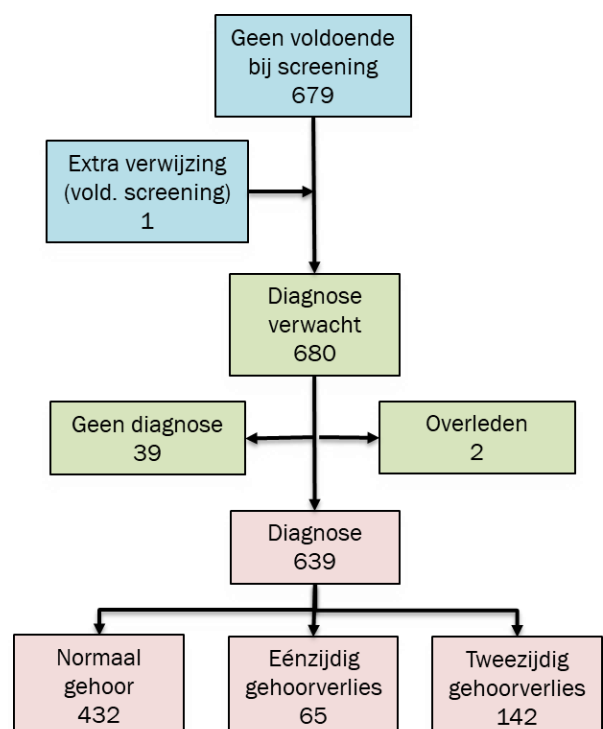 Geen voldoende
bij screening
679
Extra verwijzing
(vold. screening)
1
Diagnose
verwacht
680
Geen diagnose
39
Overleden
2
Diagnose
639
Normaal
gehoor
432
Eénzijdig
gehoorverlies
65
Tweezijdig
gehoorverlies
142